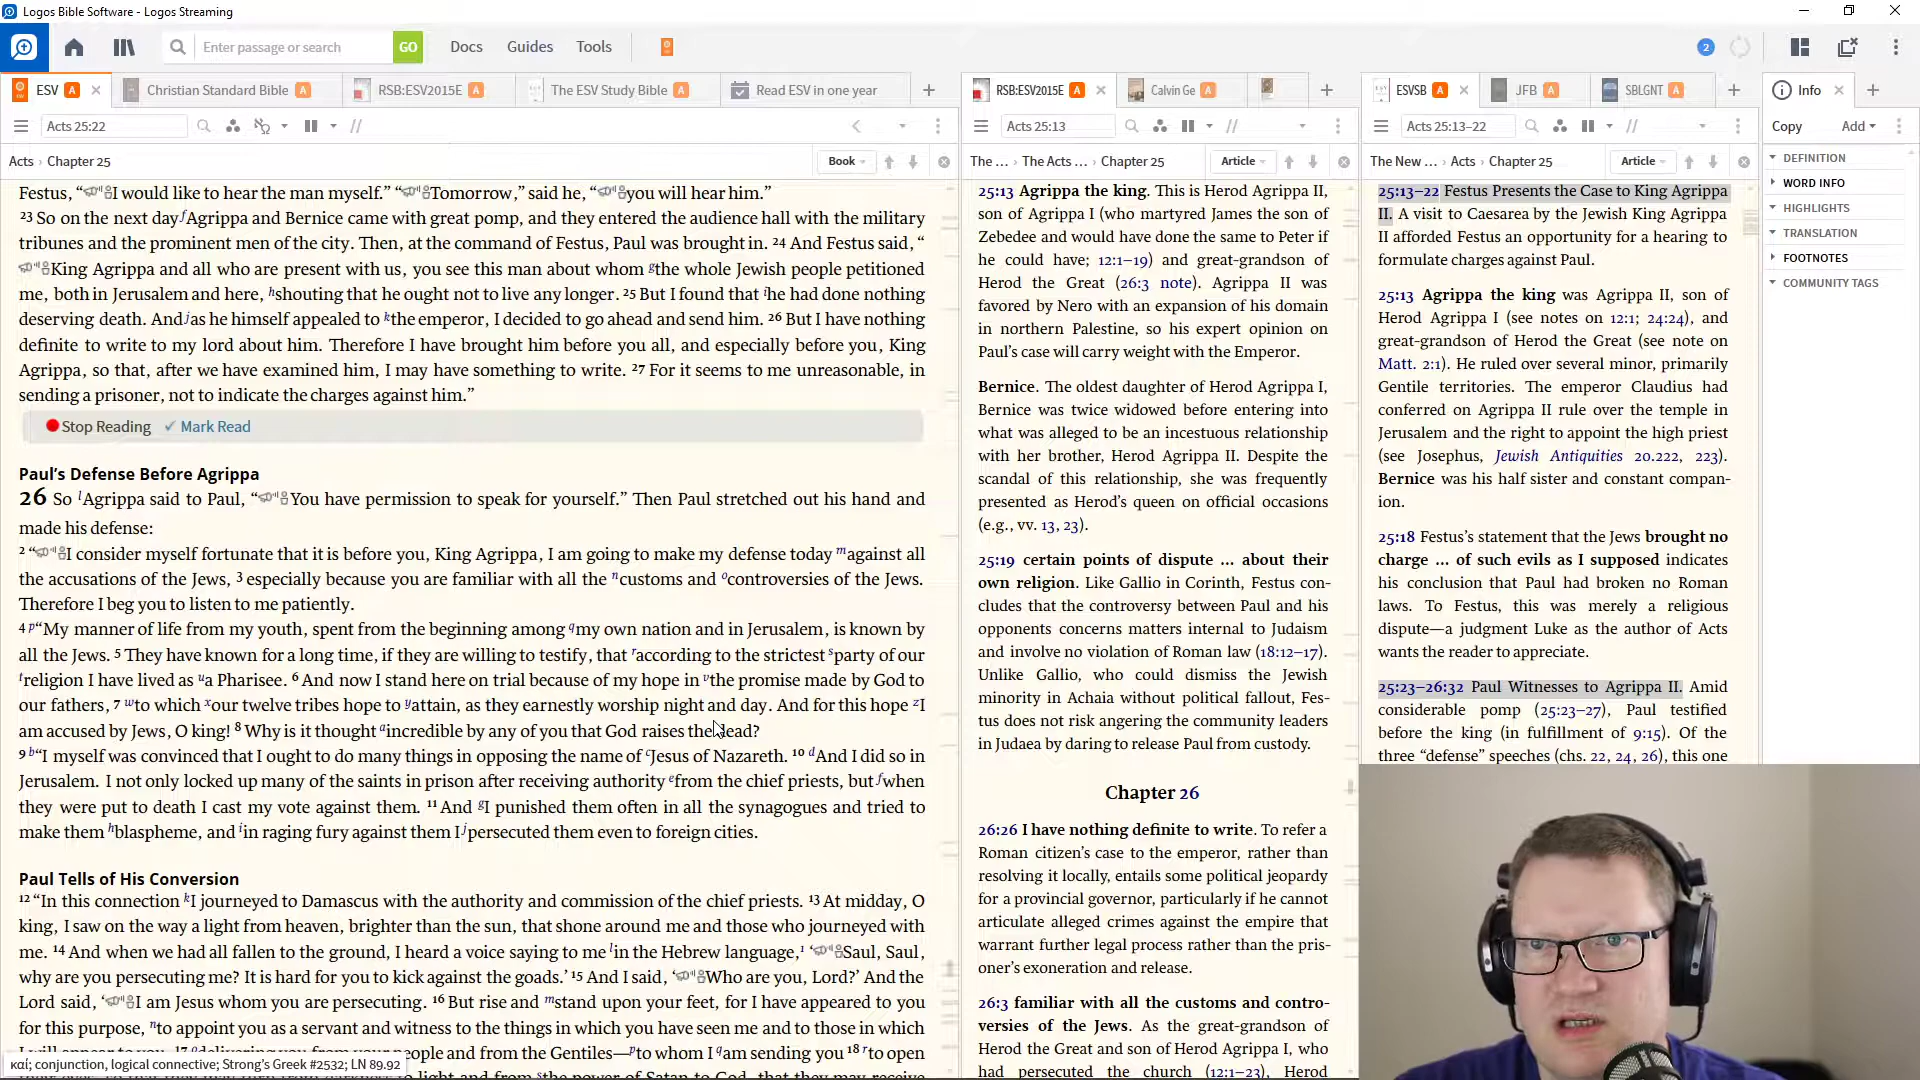 Logos Bible Software - Logos Streaming
Enter passage or search
GO
Docs
Guides
Tools
2
ESV A
Christian Standard Bible A
RSB:ESV2015E A
The ESV Study Bible A
Read ESV in one year
Acts 25:22
Acts › Chapter 25
Book
Festus, “I would like to hear the man myself.” “Tomorrow,” said he, “you will hear him.”
23 So on the next day fAgrippa and Bernice came with great pomp, and they entered the audience hall with the military
tribunes and the prominent men of the city. Then, at the command of Festus, Paul was brought in. 24 And Festus said, “
King Agrippa and all who are present with us, you see this man about whom gthe whole Jewish people petitioned
me, both in Jerusalem and here, hshouting that he ought not to live any longer. 25 But I found that ihe had done nothing
deserving death. And jas he himself appealed to kthe emperor, I decided to go ahead and send him. 26 But I have nothing
definite to write to my lord about him. Therefore I have brought him before you all, and especially before you, King
Agrippa, so that, after we have examined him, I may have something to write. 27 For it seems to me unreasonable, in
sending a prisoner, not to indicate the charges against him.”
Stop Reading ✓ Mark Read
Paul’s Defense Before Agrippa
26 So lAgrippa said to Paul, “You have permission to speak for yourself.” Then Paul stretched out his hand and
made his defense:
2 “I consider myself fortunate that it is before you, King Agrippa, I am going to make my defense today magainst all
the accusations of the Jews, 3 especially because you are familiar with all the ncustoms and ocontroversies of the Jews.
Therefore I beg you to listen to me patiently.
4 p“My manner of life from my youth, spent from the beginning among qmy own nation and in Jerusalem, is known by
all the Jews. 5 They have known for a long time, if they are willing to testify, that raccording to the strictest sparty of our
treligion I have lived as ua Pharisee. 6 And now I stand here on trial because of my hope in vthe promise made by God to
our fathers, 7 wto which xour twelve tribes hope to yattain, as they earnestly worship night and day. And for this hope zI
am accused by Jews, O king! 8 Why is it thought aincredible by any of you that God raises the dead?
9 b“I myself was convinced that I ought to do many things in opposing the name of cJesus of Nazareth. 10 dAnd I did so in
Jerusalem. I not only locked up many of the saints in prison after receiving authority efrom the chief priests, but fwhen
they were put to death I cast my vote against them. 11 And gI punished them often in all the synagogues and tried to
make them hblaspheme, and iin raging fury against them I jpersecuted them even to foreign cities.
Paul Tells of His Conversion
12 “In this connection kI journeyed to Damascus with the authority and commission of the chief priests. 13 At midday, O
king, I saw on the way a light from heaven, brighter than the sun, that shone around me and those who journeyed with
me. 14 And when we had all fallen to the ground, I heard a voice saying to me lin the Hebrew language,1 ‘Saul, Saul,
why are you persecuting me? It is hard for you to kick against the goads.’ 15 And I said, ‘Who are you, Lord?’ And the
Lord said, ‘I am Jesus whom you are persecuting. 16 But rise and mstand upon your feet, for I have appeared to you
for this purpose, nto appoint you as a servant and witness to the things in which you have seen me and to those in which
people and from the Gentiles—pto whom I qam sending you 18 rto open
καί; conjunction, logical connective; Strong’s Greek #2532; LN 89.92
RSB:ESV2015E A
Calvin Ge A
Acts 25:13
The ... › The Acts ... › Chapter 25
Article
25:13 Agrippa the king. This is Herod Agrippa II,
son of Agrippa I (who martyred James the son of
Zebedee and would have done the same to Peter if
he could have; 12:1–19) and great-grandson of
Herod the Great (26:3 note). Agrippa II was
favored by Nero with an expansion of his domain
in northern Palestine, so his expert opinion on
Paul’s case will carry weight with the Emperor.
Bernice. The oldest daughter of Herod Agrippa I,
Bernice was twice widowed before entering into
what was alleged to be an incestuous relationship
with her brother, Herod Agrippa II. Despite the
scandal of this relationship, she was frequently
presented as Herod’s queen on official occasions
(e.g., vv. 13, 23).
25:19 certain points of dispute ... about their
own religion. Like Gallio in Corinth, Festus con-
cludes that the controversy between Paul and his
opponents concerns matters internal to Judaism
and involve no violation of Roman law (18:12–17).
Unlike Gallio, who could dismiss the Jewish
minority in Achaia without political fallout, Fes-
tus does not risk angering the community leaders
in Judaea by daring to release Paul from custody.
Chapter 26
26:26 I have nothing definite to write. To refer a
Roman citizen’s case to the emperor, rather than
resolving it locally, entails some political jeopardy
for a provincial governor, particularly if he cannot
articulate alleged crimes against the empire that
warrant further legal process rather than the pris-
oner’s exoneration and release.
26:3 familiar with all the customs and contro-
versies of the Jews. As the great-grandson of
Herod the Great and son of Herod Agrippa I, who
had persecuted the church (12:1–23), Herod
ESVSB A
JFB A
SBLGNT A
Acts 25:13–22
The New ... › Acts › Chapter 25
Article
25:13–22 Festus Presents the Case to King Agrippa
II. A visit to Caesarea by the Jewish King Agrippa
II afforded Festus an opportunity for a hearing to
formulate charges against Paul.
25:13 Agrippa the king was Agrippa II, son of
Herod Agrippa I (see notes on 12:1; 24:24), and
great-grandson of Herod the Great (see note on
Matt. 2:1). He ruled over several minor, primarily
Gentile territories. The emperor Claudius had
conferred on Agrippa II rule over the temple in
Jerusalem and the right to appoint the high priest
(see Josephus, Jewish Antiquities 20.222, 223).
Bernice was his half sister and constant compan-
ion.
25:18 Festus’s statement that the Jews brought no
charge ... of such evils as I supposed indicates
his conclusion that Paul had broken no Roman
laws. To Festus, this was merely a religious
dispute—a judgment Luke as the author of Acts
wants the reader to appreciate.
25:23–26:32 Paul Witnesses to Agrippa II. Amid
considerable pomp (25:23–27), Paul testified
before the king (in fulfillment of 9:15). Of the
three “defense” speeches (chs. 22, 24, 26), this one
Info
Copy
Add
DEFINITION
WORD INFO
HIGHLIGHTS
TRANSLATION
FOOTNOTES
COMMUNITY TAGS